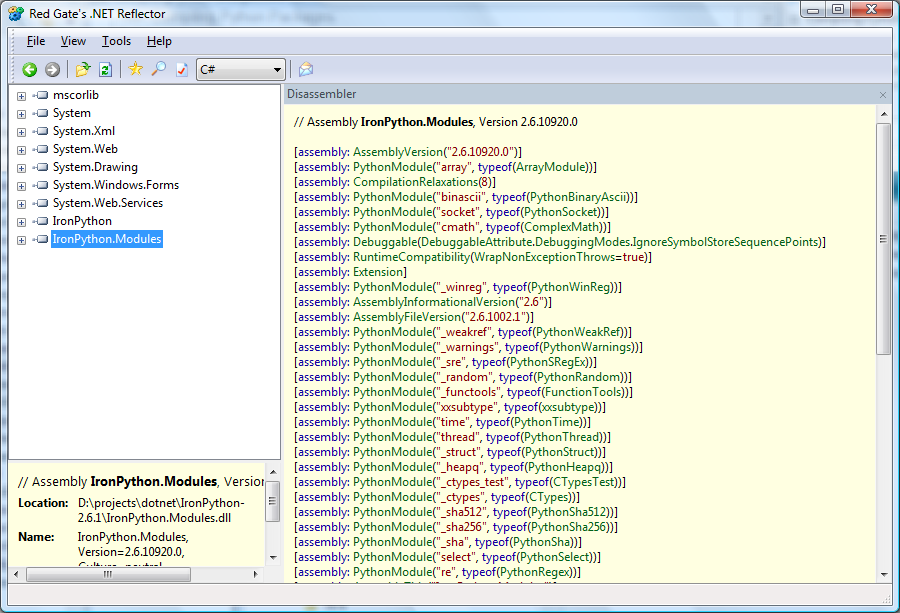 Red Gate's .NET Reflector
File View Tools Help
C#
mscorlib
System
System.Xml
System.Web
System.Drawing
System.Windows.Forms
System.Web.Services
IronPython
IronPython.Modules
// Assembly IronPython.Modules, Version
Location: D:\projects\dotnet\IronPython-
2.6.1\IronPython.Modules.dll
Name: IronPython.Modules,
Version=2.6.10920.0,
Disassembler
// Assembly IronPython.Modules, Version 2.6.10920.0
[assembly: AssemblyVersion("2.6.10920.0")]
[assembly: PythonModule("array", typeof(ArrayModule))]
[assembly: CompilationRelaxations(8)]
[assembly: PythonModule("binascii", typeof(PythonBinaryAscii))]
[assembly: PythonModule("socket", typeof(PythonSocket))]
[assembly: PythonModule("cmath", typeof(ComplexMath))]
[assembly: Debuggable(DebuggableAttribute.DebuggingModes.IgnoreSymbolStoreSequencePoints)]
[assembly: RuntimeCompatibility(WrapNonExceptionThrows=true)]
[assembly: Extension]
[assembly: PythonModule("_winreg", typeof(PythonWinReg))]
[assembly: AssemblyInformationalVersion("2.6")]
[assembly: AssemblyFileVersion("2.6.1002.1")]
[assembly: PythonModule("_weakref", typeof(PythonWeakRef))]
[assembly: PythonModule("_warnings", typeof(PythonWarnings))]
[assembly: PythonModule("_sre", typeof(PythonSRegEx))]
[assembly: PythonModule("_random", typeof(PythonRandom))]
[assembly: PythonModule("_functools", typeof(FunctionTools))]
[assembly: PythonModule("xxsubtype", typeof(xxsubtype))]
[assembly: PythonModule("time", typeof(PythonTime))]
[assembly: PythonModule("thread", typeof(PythonThread))]
[assembly: PythonModule("_struct", typeof(PythonStruct))]
[assembly: PythonModule("_heapq", typeof(PythonHeapq))]
[assembly: PythonModule("_ctypes_test", typeof(CTypesTest))]
[assembly: PythonModule("_ctypes", typeof(CTypes))]
[assembly: PythonModule("_sha512", typeof(PythonSha512))]
[assembly: PythonModule("_sha256", typeof(PythonSha256))]
[assembly: PythonModule("_sha", typeof(PythonSha))]
[assembly: PythonModule("select", typeof(PythonSelect))]
[assembly: PythonModule("re", typeof(PythonRegex))]